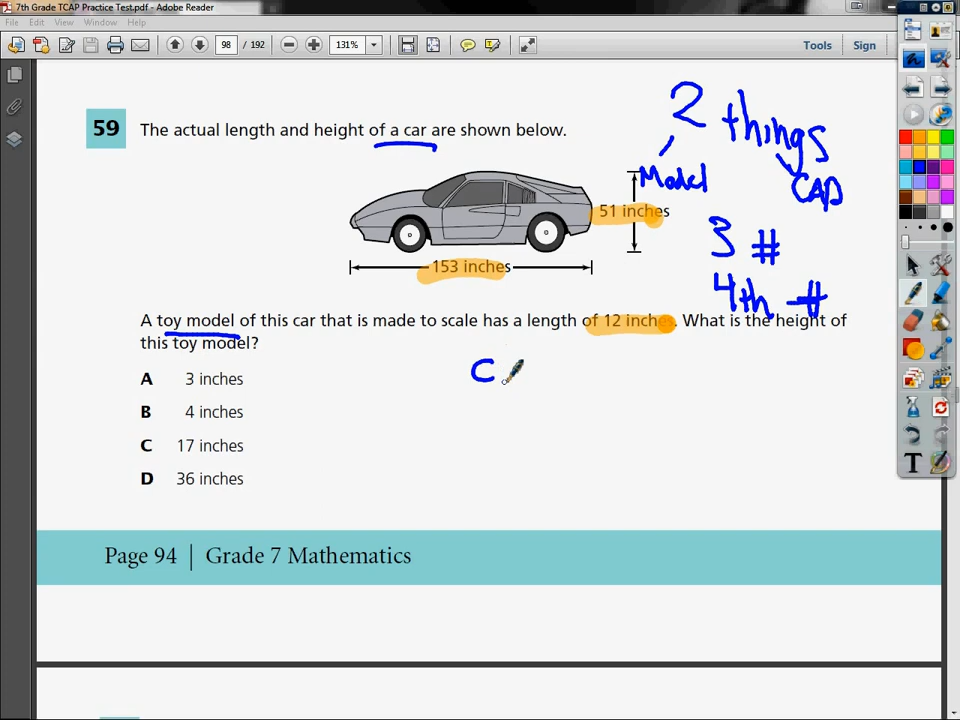 7th Grade TCAP Practice Test.pdf - Adobe Reader
File Edit View Window Help
98 / 192 131% Tools Sign
59 The actual length and height of a car are shown below.
2 things
Model CAD
51 inches
3 #
153 inches
4th #
A toy model of this car that is made to scale has a length of 12 inches. What is the height of
this toy model?
C
A 3 inches
B 4 inches
C 17 inches
D 36 inches
Page 94 | Grade 7 Mathematics
T